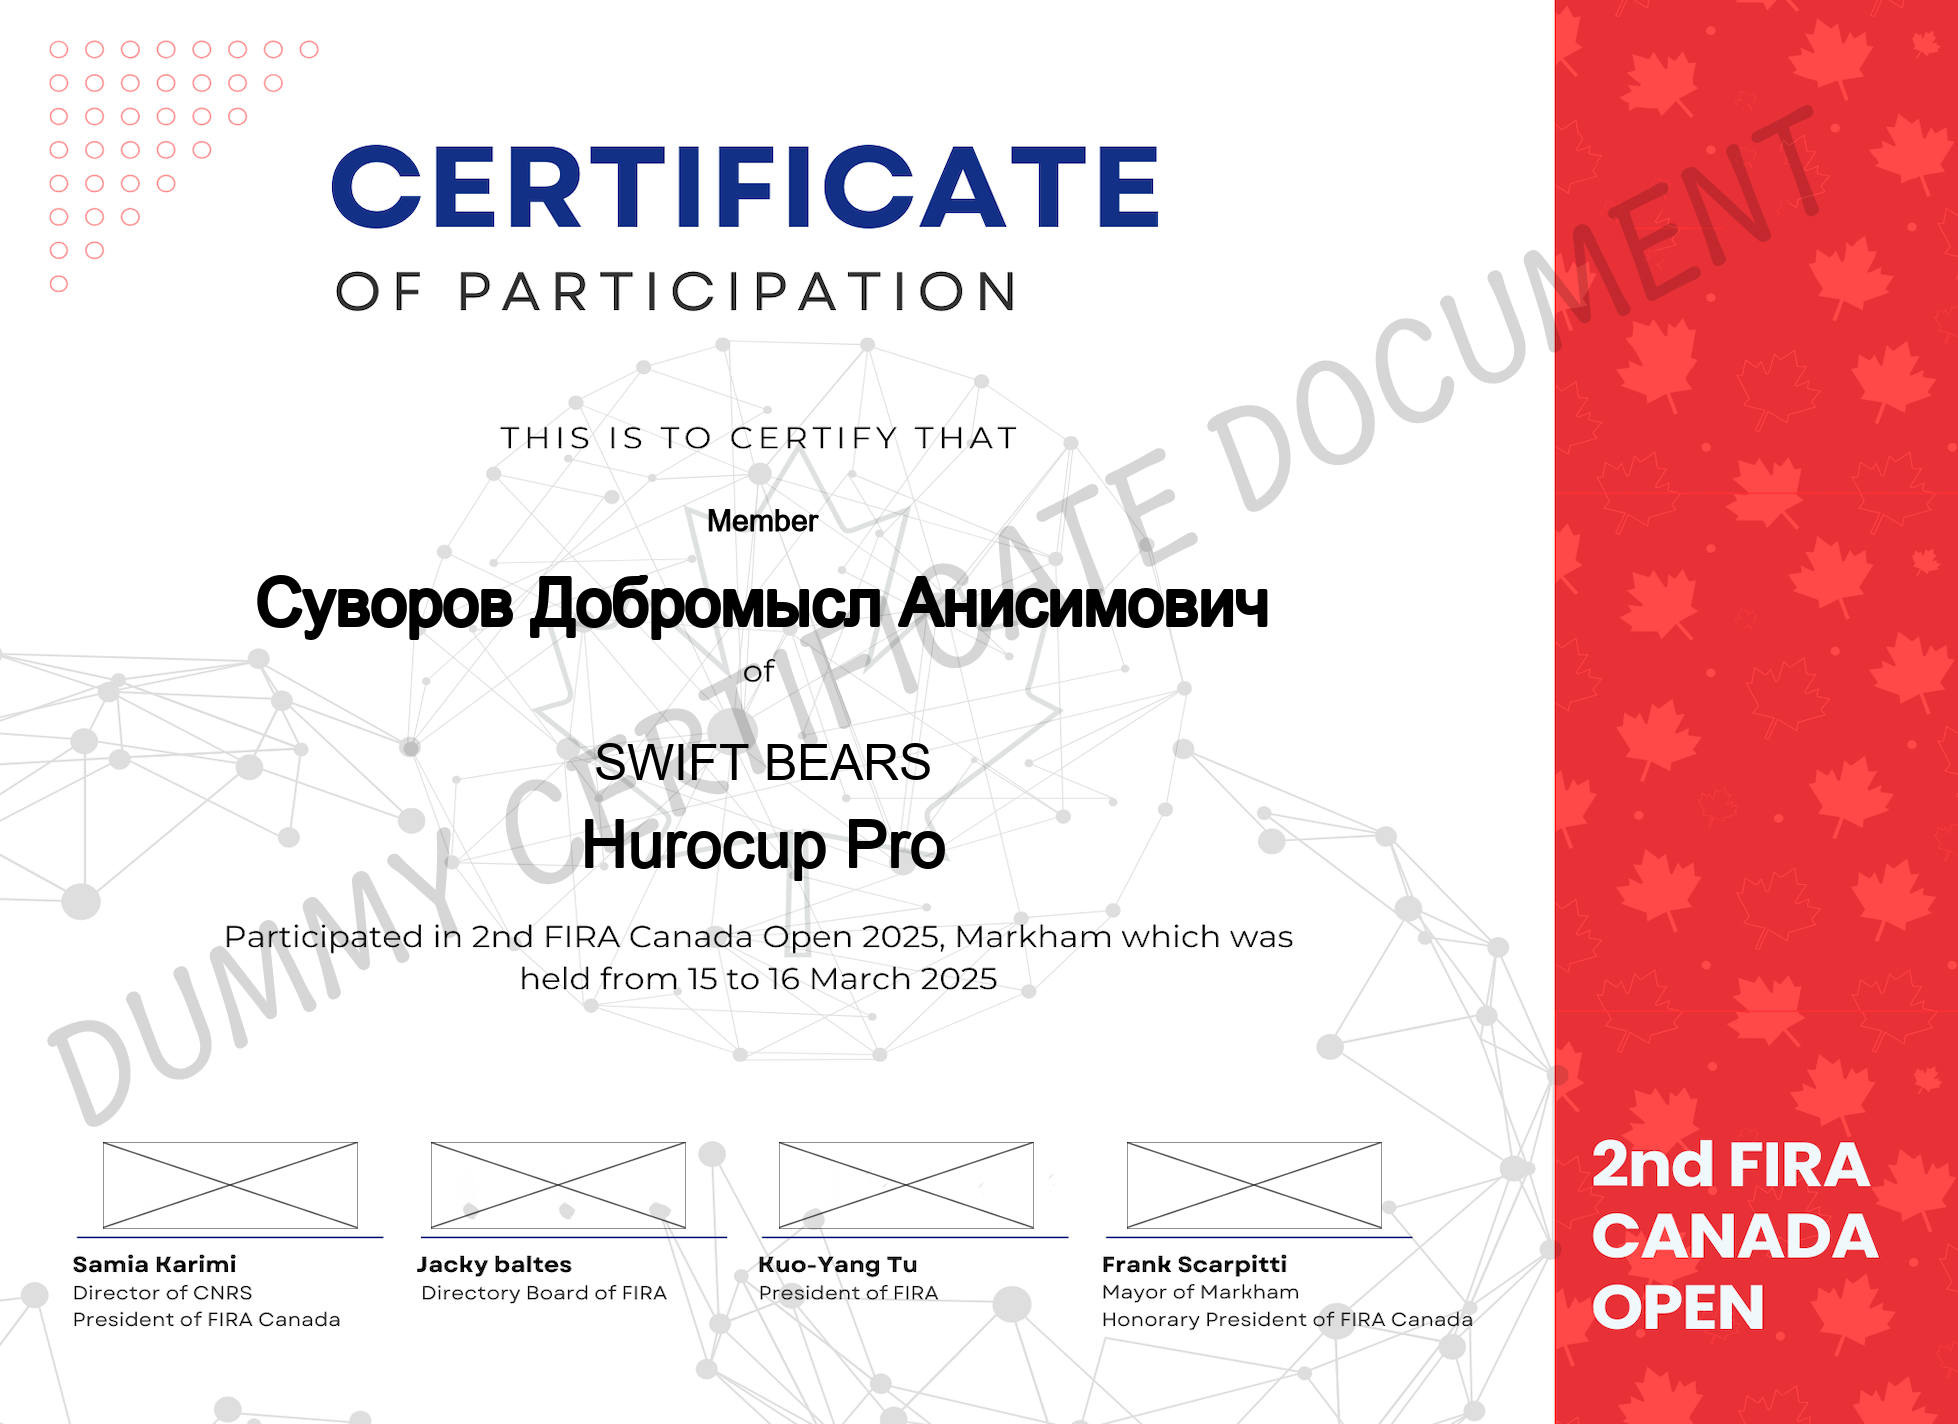 CERTIFICATE
OF PARTICIPATION
THIS IS TO CERTIFY THAT
Member
Суворов Добромысл Анисимович
of
SWIFT BEARS
Hurocup Pro
Participated in 2nd FIRA Canada Open 2025, Markham which was
held from 15 to 16 March 2025
DUMMY CERTIFICATE DOCUMENT
Samia Karimi
Director of CNRS
President of FIRA Canada
Jacky baltes
Directory Board of FIRA
Kuo-Yang Tu
President of FIRA
Frank Scarpitti
Mayor of Markham
Honorary President of FIRA Canada
2nd FIRA
CANADA
OPEN